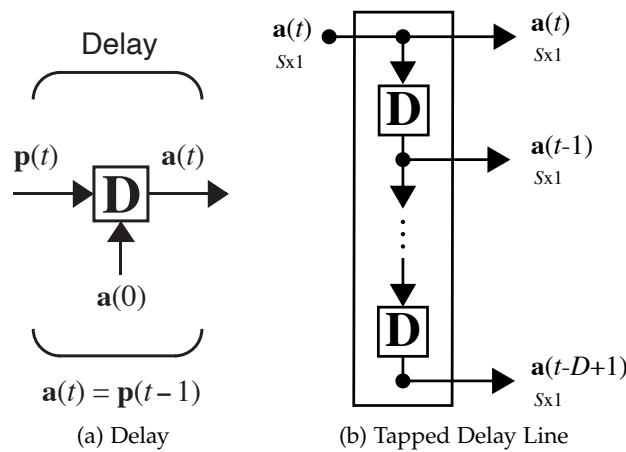 Delay
p(t)
a(t)
D
a(0)
a(t) = p(t – 1)
(a) Delay
a(t)
Sx1
a(t)
Sx1
D
a(t-1)
Sx1
D
a(t-D+1)
Sx1
(b) Tapped Delay Line